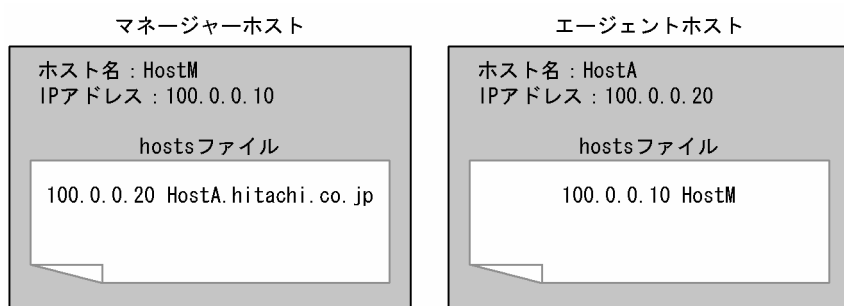 マネージャーホスト
ホスト名：HostM
IPアドレス：100.0.0.10
hostsファイル
100.0.0.20 HostA.hitachi.co.jp
エージェントホスト
ホスト名：HostA
IPアドレス：100.0.0.20
hostsファイル
100.0.0.10 HostM